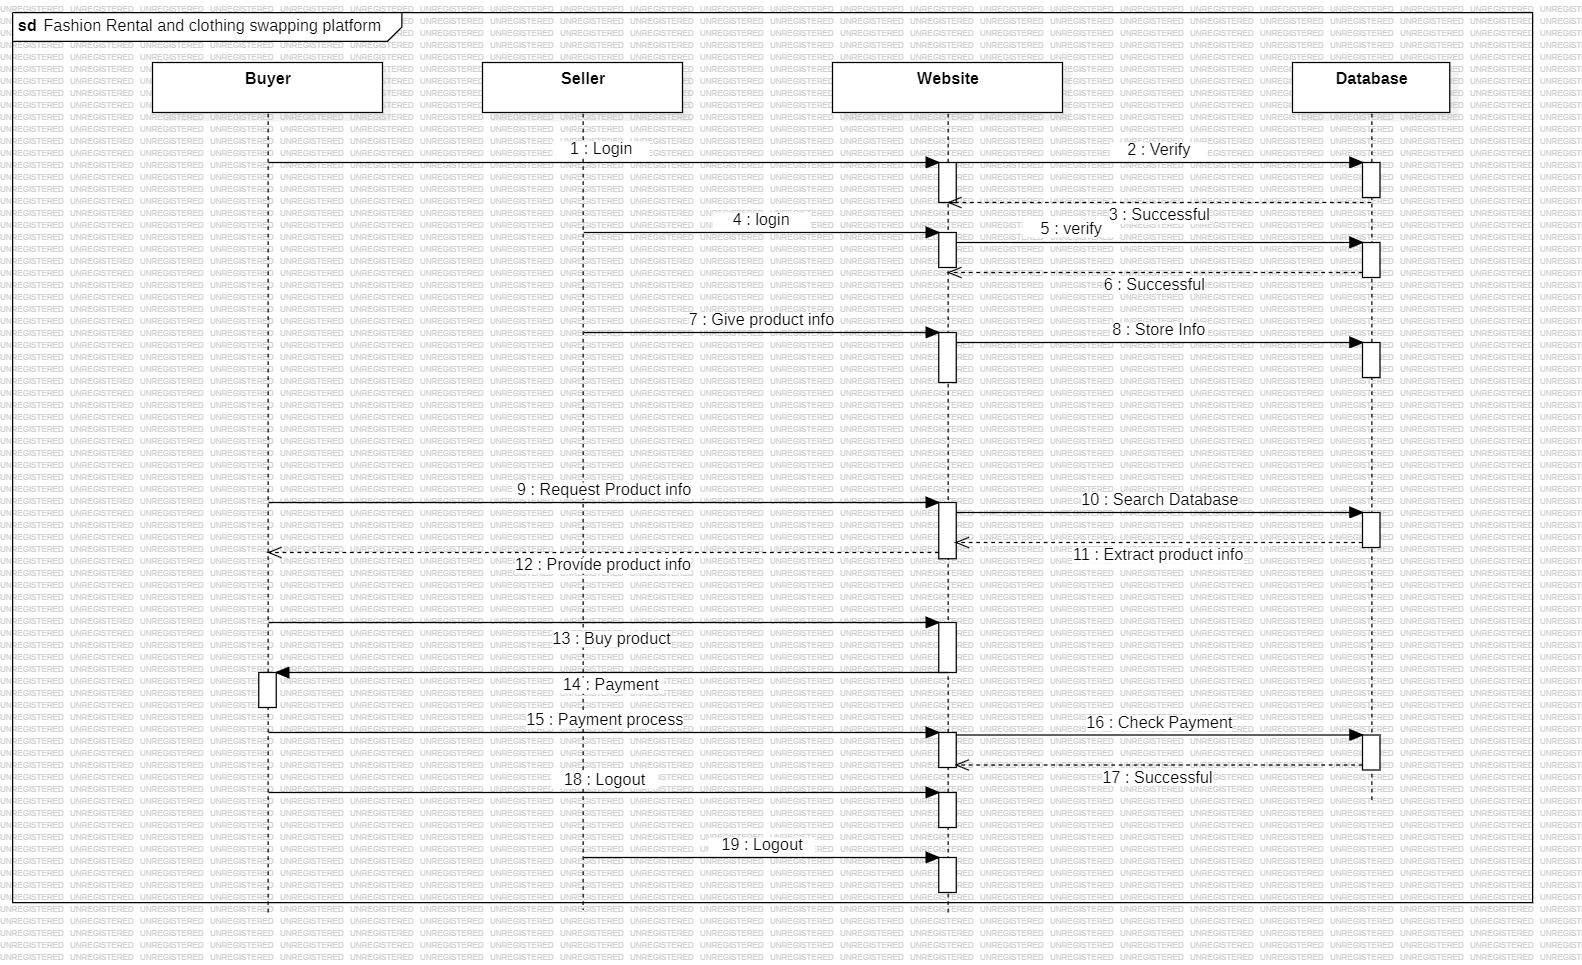 sd Fashion Rental and clothing swapping platform
Buyer
Seller
Website
Database
1 : Login
2 : Verify
3 : Successful
4 : login
5 : verify
6 : Successful
7 : Give product info
8 : Store Info
9 : Request Product info
10 : Search Database
11 : Extract product info
12 : Provide product info
13 : Buy product
14 : Payment
15 : Payment process
16 : Check Payment
17 : Successful
18 : Logout
19 : Logout
UNREGISTERED